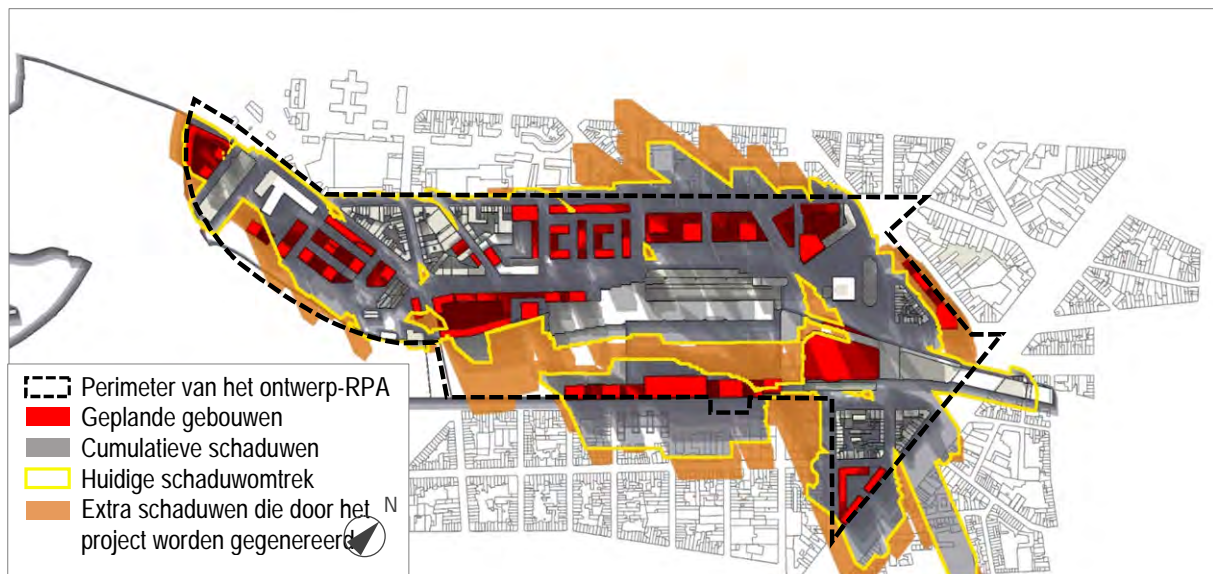 Perimeter van het ontwerp-RPA
Geplande gebouwen
Cumulatieve schaduwen
Huidige schaduwomtrek
Extra schaduwen die door het
project worden gegenereerd
N